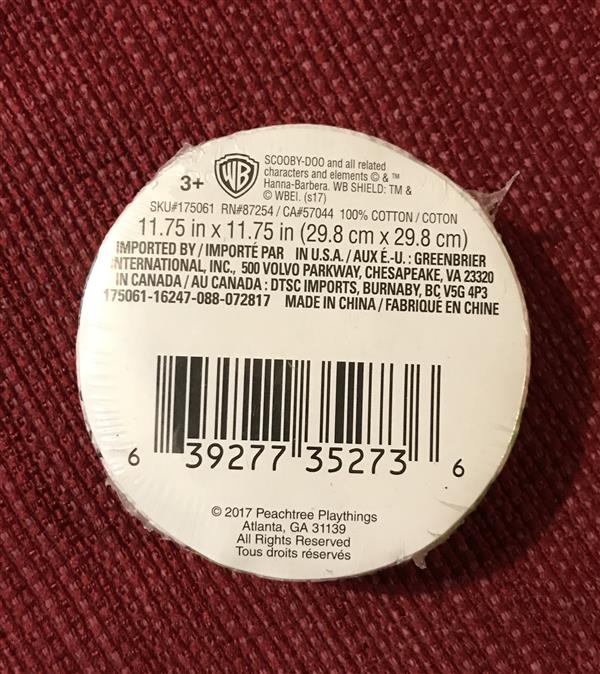 3+
WB
SCOOBY-DOO and all related
characters and elements © & ™
Hanna-Barbera. WB SHIELD: TM &
© WBEI. (s17)
SKU#175061 RN#87254 / CA#57044 100% COTTON / COTON
11.75 in x 11.75 in (29.8 cm x 29.8 cm)
IMPORTED BY / IMPORTÉ PAR IN U.S.A. / AUX É.-U. : GREENBRIER
INTERNATIONAL, INC., 500 VOLVO PARKWAY, CHESAPEAKE, VA 23320
IN CANADA / AU CANADA : DTSC IMPORTS, BURNABY, BC V5G 4P3
175061-16247-088-072817 MADE IN CHINA / FABRIQUÉ EN CHINE
6 39277 35273 6
© 2017 Peachtree Playthings
Atlanta, GA 31139
All Rights Reserved
Tous droits réservés